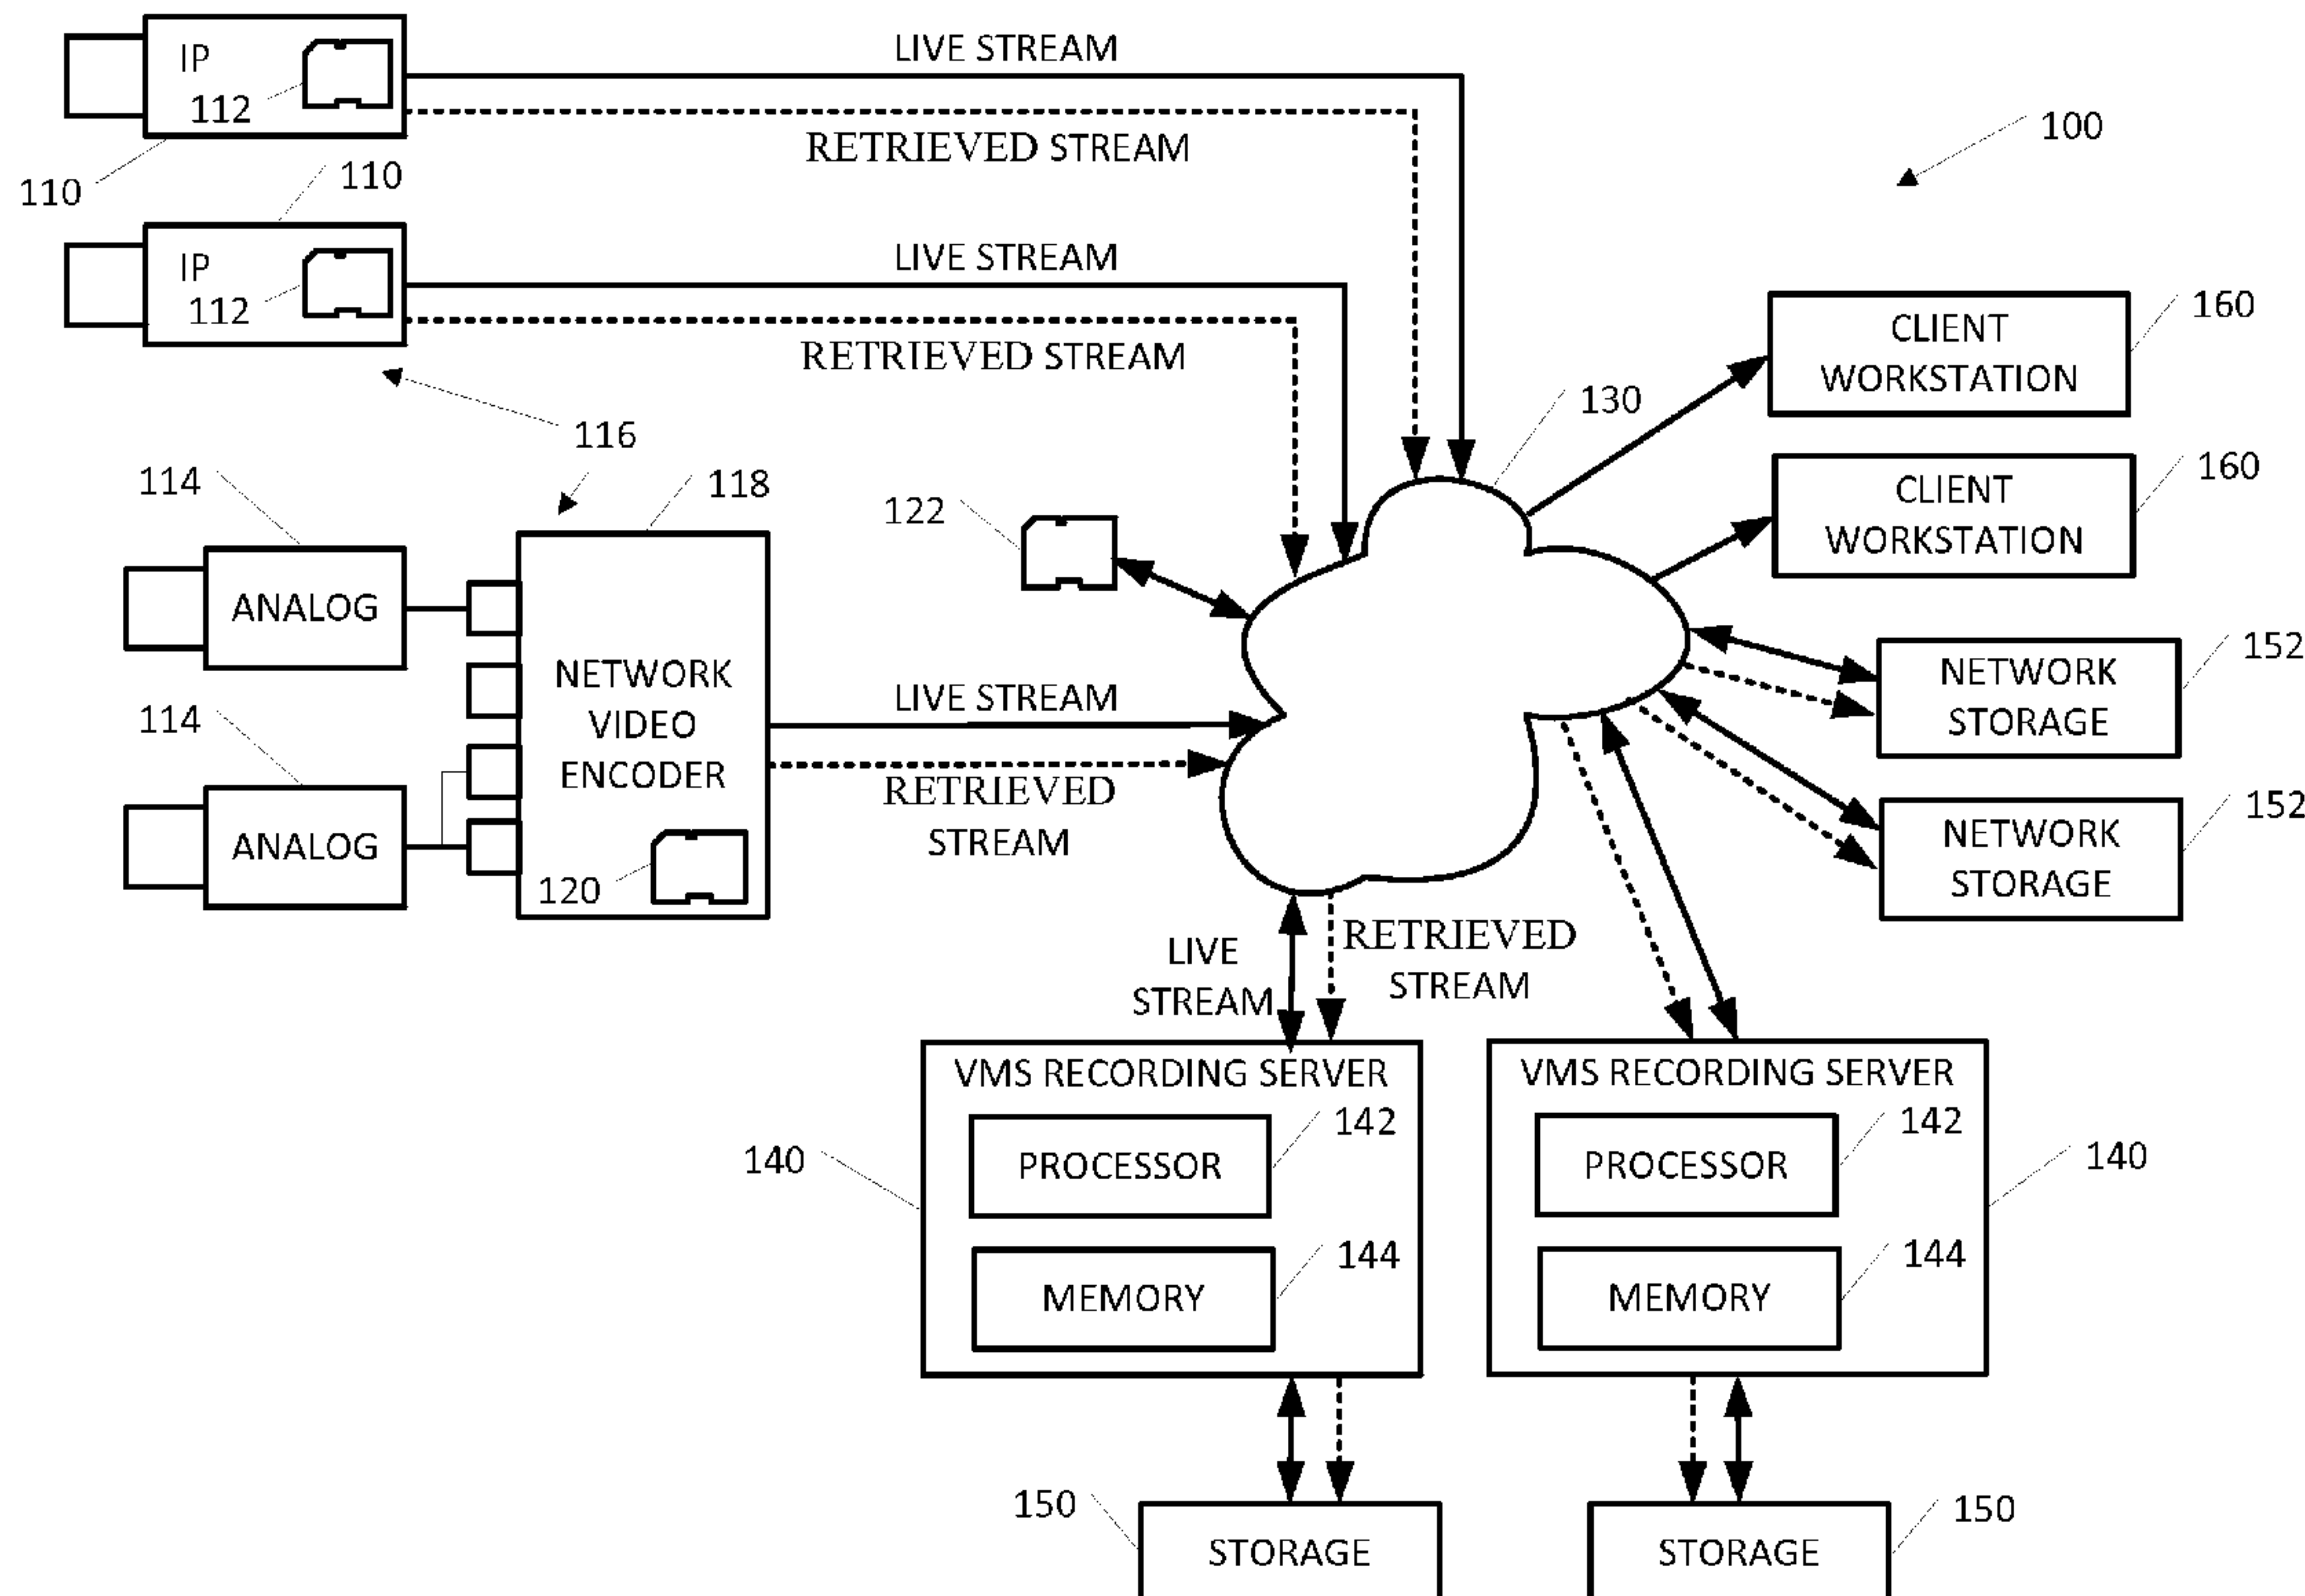 IP
112
LIVE STREAM
RETRIEVED STREAM
100
110
110
IP
112
LIVE STREAM
RETRIEVED STREAM
116
130
CLIENT
WORKSTATION
160
CLIENT
WORKSTATION
160
114
ANALOG
118
122
114
ANALOG
NETWORK
VIDEO
ENCODER
120
LIVE STREAM
RETRIEVED
STREAM
NETWORK
STORAGE
152
NETWORK
STORAGE
152
LIVE
STREAM
RETRIEVED
STREAM
VMS RECORDING SERVER
PROCESSOR
142
140
MEMORY
144
VMS RECORDING SERVER
PROCESSOR
142
140
MEMORY
144
150
STORAGE
STORAGE
150